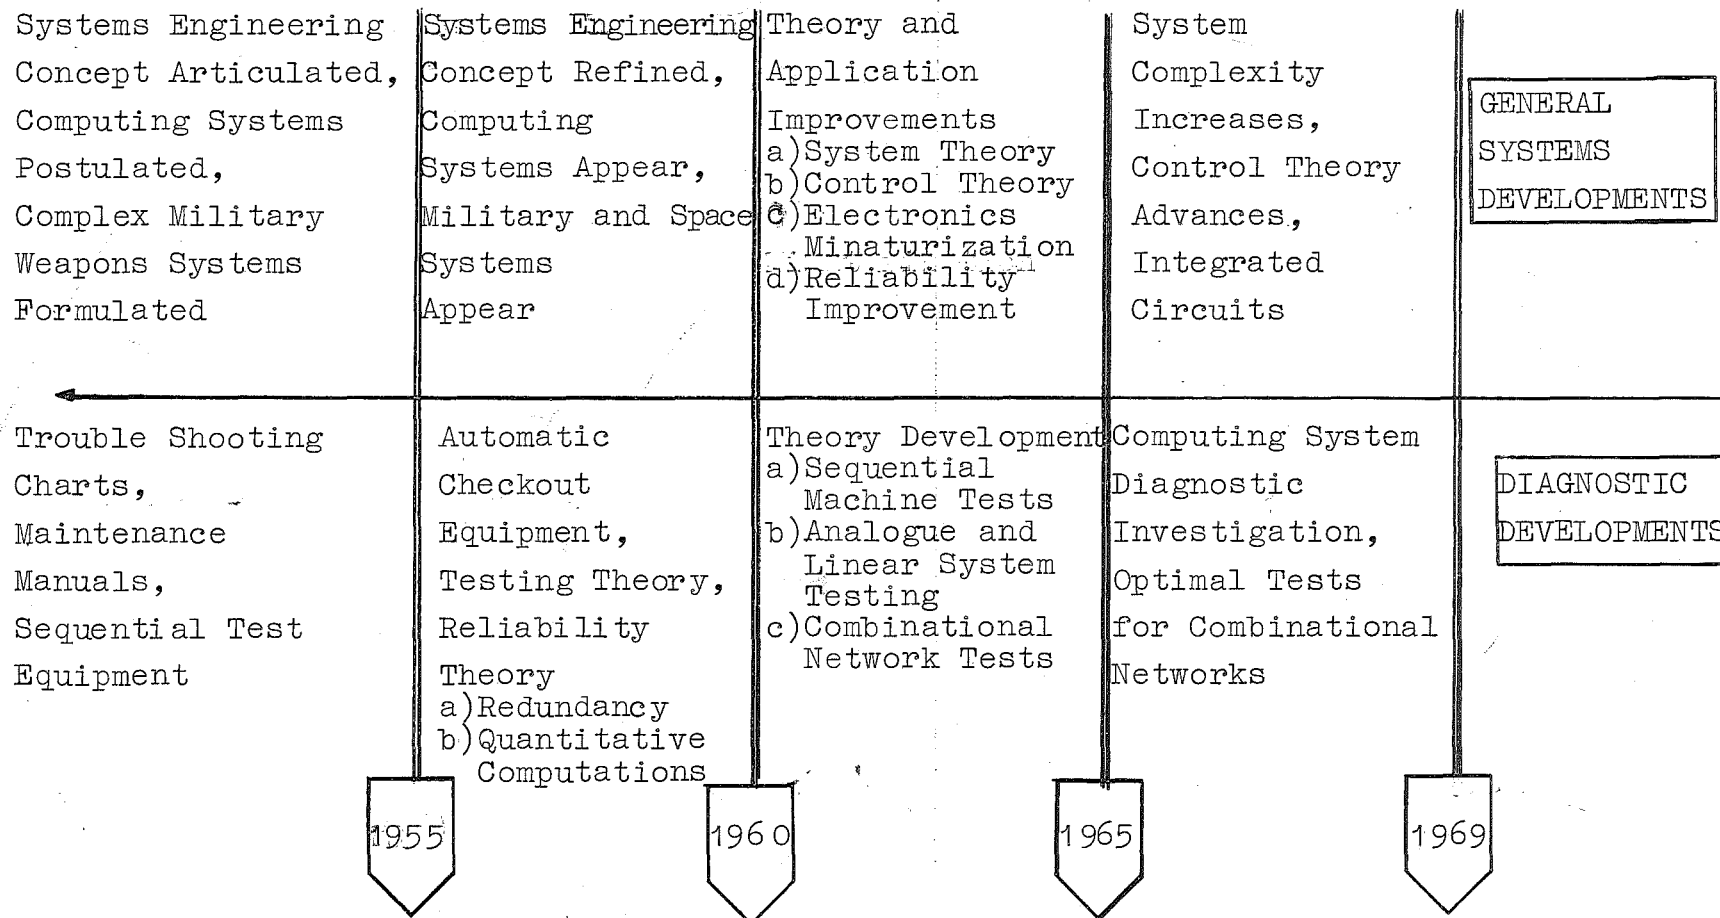 Systems Engineering
Concept Articulated,
Computing Systems
Postulated,
Complex Military
Weapons Systems
Formulated
Systems Engineering
Concept Refined,
Computing
Systems Appear,
Military and Space
Systems
Appear
Theory and
Application
Improvements
a)System Theory
b)Control Theory
c)Electronics
Minaturization
d)Reliability
Improvement
System
Complexity
Increases,
Control Theory
Advances,
Integrated
Circuits
GENERAL
SYSTEMS
DEVELOPMENTS
Trouble Shooting
Charts,
Maintenance
Manuals,
Sequential Test
Equipment
Automatic
Checkout
Equipment,
Testing Theory,
Reliability
Theory
a)Redundancy
b)Quantitative
Computations
Theory Development
a)Sequential
Machine Tests
b)Analogue and
Linear System
Testing
c)Combinational
Network Tests
Computing System
Diagnostic
Investigation,
Optimal Tests
for Combinational
Networks
DIAGNOSTIC
DEVELOPMENTS
1955
1960
1965
1969